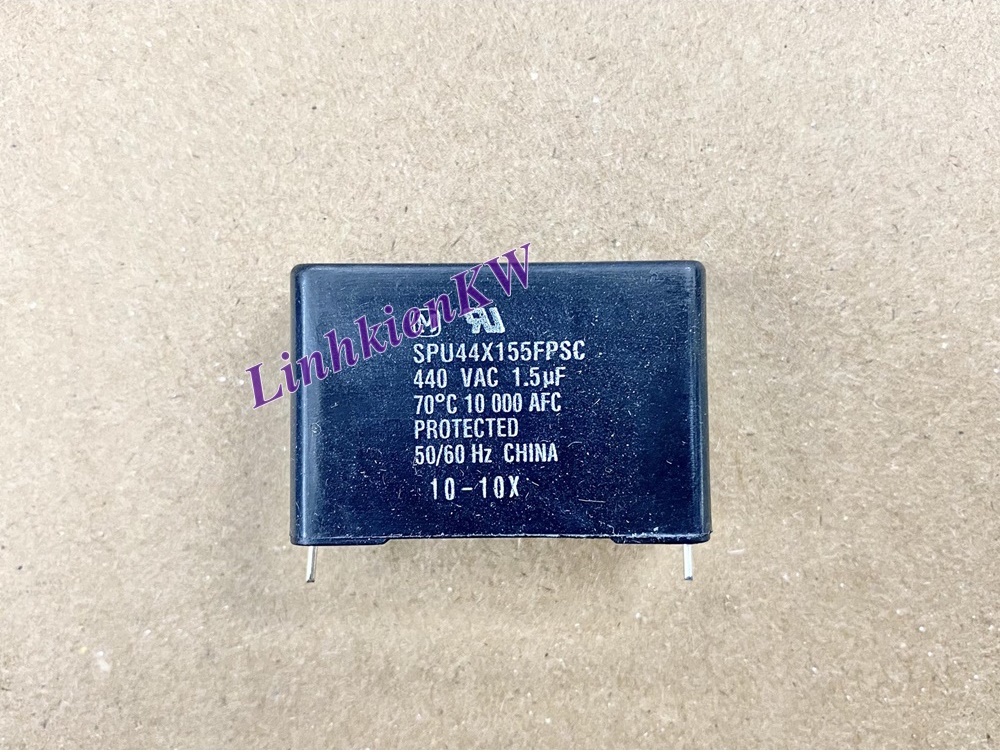 LinhkienKW
SPU44X155FPSC
440 VAC 1.5µF
70°C 10 000 AFC
PROTECTED
50/60 Hz CHINA
10-10X